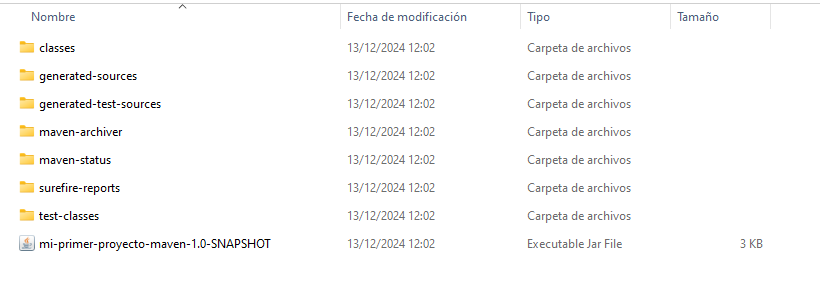 Nombre Fecha de modificación Tipo Tamaño
classes 13/12/2024 12:02 Carpeta de archivos
generated-sources 13/12/2024 12:02 Carpeta de archivos
generated-test-sources 13/12/2024 12:02 Carpeta de archivos
maven-archiver 13/12/2024 12:02 Carpeta de archivos
maven-status 13/12/2024 12:02 Carpeta de archivos
surefire-reports 13/12/2024 12:02 Carpeta de archivos
test-classes 13/12/2024 12:02 Carpeta de archivos
mi-primer-proyecto-maven-1.0-SNAPSHOT 13/12/2024 12:02 Executable Jar File 3 KB